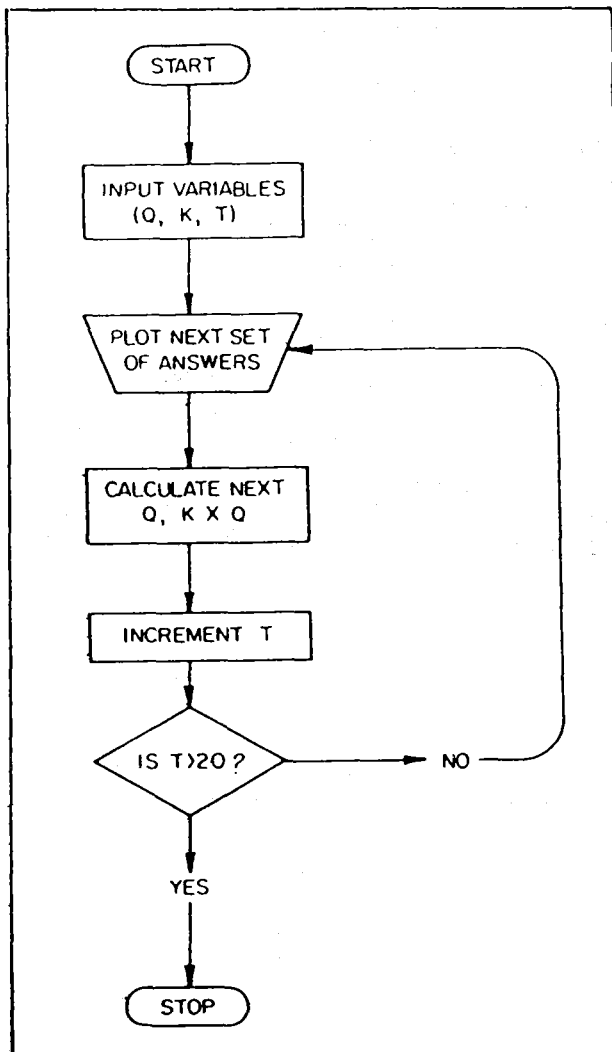 START
INPUT VARIABLES
(Q, K, T)
PLOT NEXT SET
OF ANSWERS
CALCULATE NEXT
Q, K X Q
INCREMENT T
IS T>20?
NO
YES
STOP